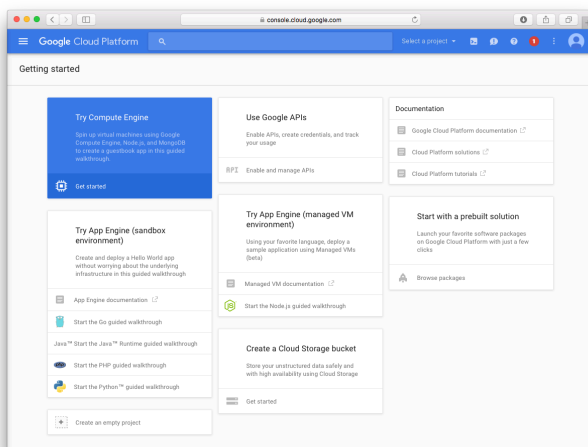 console.cloud.google.com
Google Cloud Platform
Select a project
1
Getting started
Try Compute Engine
Spin up virtual machines using Google
Compute Engine, Node.js, and MongoDB
to create a guestbook app in this guided
walkthrough.
Get started
Try App Engine (sandbox
environment)
Create and deploy a Hello World app
without worrying about the underlying
infrastructure in this guided walkthrough
App Engine documentation
Start the Go guided walkthrough
Java™ Start the Java™ Runtime guided walkthrough
php Start the PHP guided walkthrough
Start the Python™ guided walkthrough
Create an empty project
Use Google APIs
Enable APIs, create credentials, and track
your usage
API Enable and manage APIs
Try App Engine (managed VM
environment)
Using your favorite language, deploy a
sample application using Managed VMs
(beta)
Managed VM documentation
Start the Node.js guided walkthrough
Create a Cloud Storage bucket
Store your unstructured data safely and
with high availability using Cloud Storage
Get started
Documentation
Google Cloud Platform documentation
Cloud Platform solutions
Cloud Platform tutorials
Start with a prebuilt solution
Launch your favorite software packages
on Google Cloud Platform with just a few
clicks
Browse packages